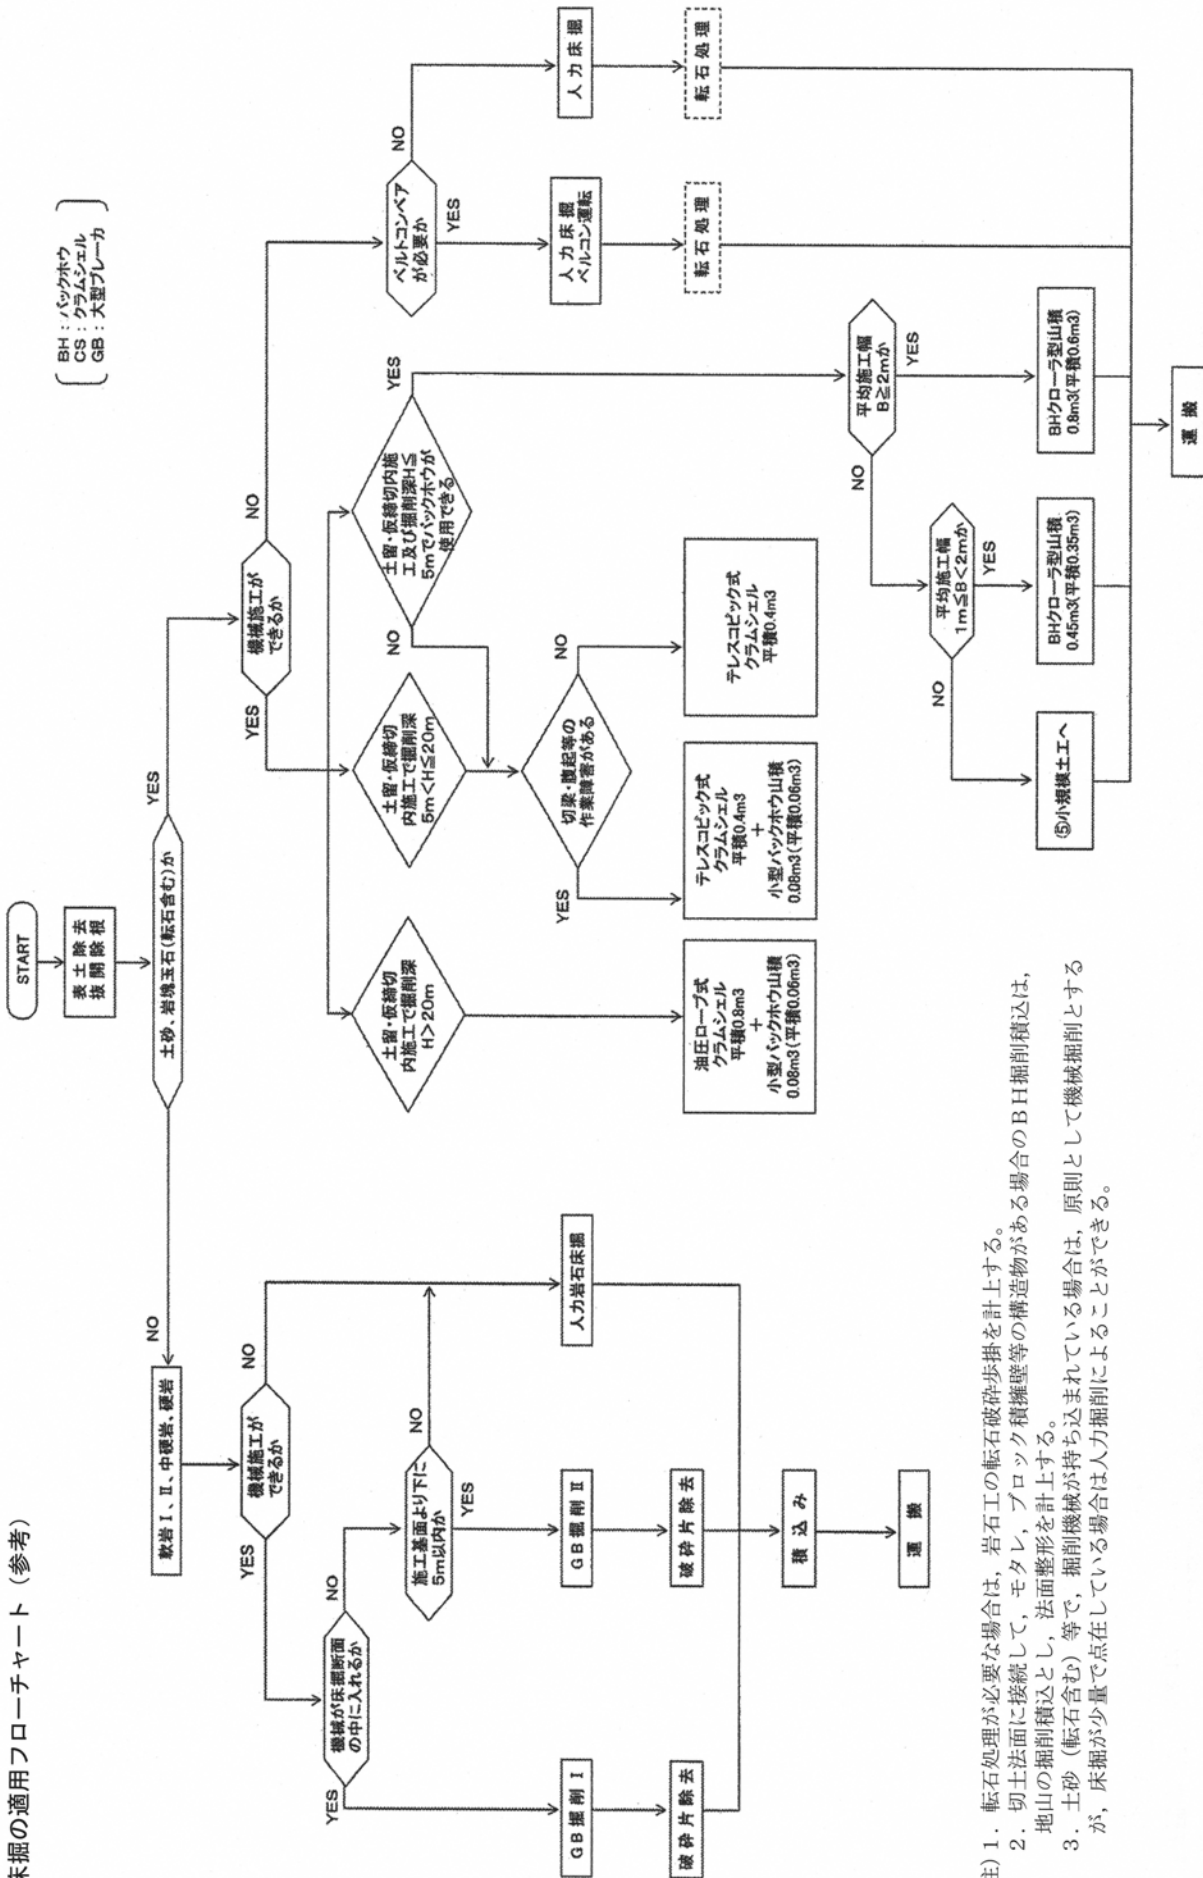 床掘の適用フローチャート（参考）
BH：バックホウ
CS：クラムシェル
GB：大型ブレーカ
START
表土除去
抜開除根
土砂、岩塊玉石(転石含む)か
NO
YES
軟岩Ⅰ、Ⅱ、中硬岩、硬岩
機械施工が
できるか
YES
NO
機械が床掘断面
の中に入れるか
YES
NO
施工基面より下に
5m以内か
NO
YES
GB掘削Ⅰ
GB掘削Ⅱ
人力岩石床掘
破砕片除去
破砕片除去
積込み
運搬
機械施工が
できるか
YES
NO
土留・仮締切
内施工で掘削深
H＞20m
土留・仮締切
内施工で掘削深
5m＜H≦20m
土留・仮締切内施
工及び掘削深H≦
5mでバックホウが
使用できる
NO
YES
切梁・腹起等の
作業障害がある
YES
NO
油圧ロープ式
クラムシェル
平積0.8m3
＋
小型バックホウ山積
0.08m3(平積0.06m3)
テレスコピック式
クラムシェル
平積0.4m3
＋
小型バックホウ山積
0.08m3(平積0.06m3)
テレスコピック式
クラムシェル
平積0.4m3
ベルトコンベア
が必要か
NO
YES
人力床掘
ベルコン運転
人力床掘
転石処理
転石処理
平均施工幅
B≧2mか
NO
YES
平均施工幅
1m≦B＜2mか
NO
YES
⑤小規模土工へ
BHクローラ型山積
0.45m3(平積0.35m3)
BHクローラ型山積
0.8m3(平積0.6m3)
運搬
注）1．転石処理が必要な場合は，岩石工の転石破砕歩掛を計上する。
2．切土法面に接続して，モタレ，ブロック積擁壁等の構造物がある場合のＢＨ掘削積込は，
地山の掘削積込とし，法面整形を計上する。
3．土砂（転石含む）等で，掘削機械が持ち込まれている場合は，原則として機械掘削とする
が，床掘が少量で点在している場合は人力掘削によることができる。